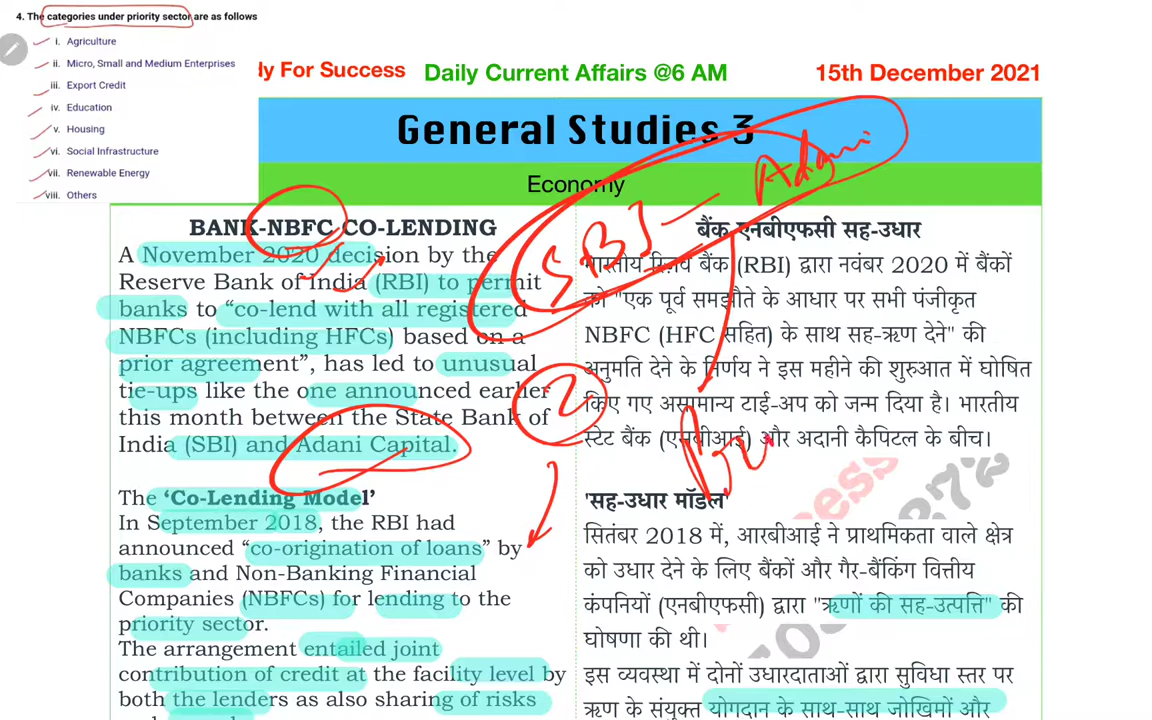 4. The categories under priority sector are as follows
i. Agriculture
ii. Micro, Small and Medium Enterprises
iii. Export Credit
iv. Education
v. Housing
vi. Social Infrastructure
vii. Renewable Energy
viii. Others
dy For Success Daily Current Affairs @6 AM 15th December 2021
General Studies 3
Economy
SBI - Adani
BANK-NBFC CO-LENDING
A November 2020 decision by the
Reserve Bank of India (RBI) to permit
banks to “co-lend with all registered
NBFCs (including HFCs) based on a
prior agreement”, has led to unusual
tie-ups like the one announced earlier
this month between the State Bank of
India (SBI) and Adani Capital.
2
The ‘Co-Lending Model’
In September 2018, the RBI had
announced “co-origination of loans” by
banks and Non-Banking Financial
Companies (NBFCs) for lending to the
priority sector.
The arrangement entailed joint
contribution of credit at the facility level by
both the lenders as also sharing of risks
बैंक एनबीएफसी सह-उधार
भारतीय रिज़र्व बैंक (RBI) द्वारा नवंबर 2020 में बैंकों
को "एक पूर्व समझौते के आधार पर सभी पंजीकृत
NBFC (HFC सहित) के साथ सह-ऋण देने" की
अनुमति देने के निर्णय ने इस महीने की शुरुआत में घोषित
किए गए असामान्य टाई-अप को जन्म दिया है। भारतीय
स्टेट बैंक (एसबीआई) और अदानी कैपिटल के बीच।
'सह-उधार मॉडल'
सितंबर 2018 में, आरबीआई ने प्राथमिकता वाले क्षेत्र
को उधार देने के लिए बैंकों और गैर-बैंकिंग वित्तीय
कंपनियों (एनबीएफसी) द्वारा "ऋणों की सह-उत्पत्ति" की
घोषणा की थी।
इस व्यवस्था में दोनों उधारदाताओं द्वारा सुविधा स्तर पर
ऋण के संयुक्त योगदान के साथ-साथ जोखिमों और